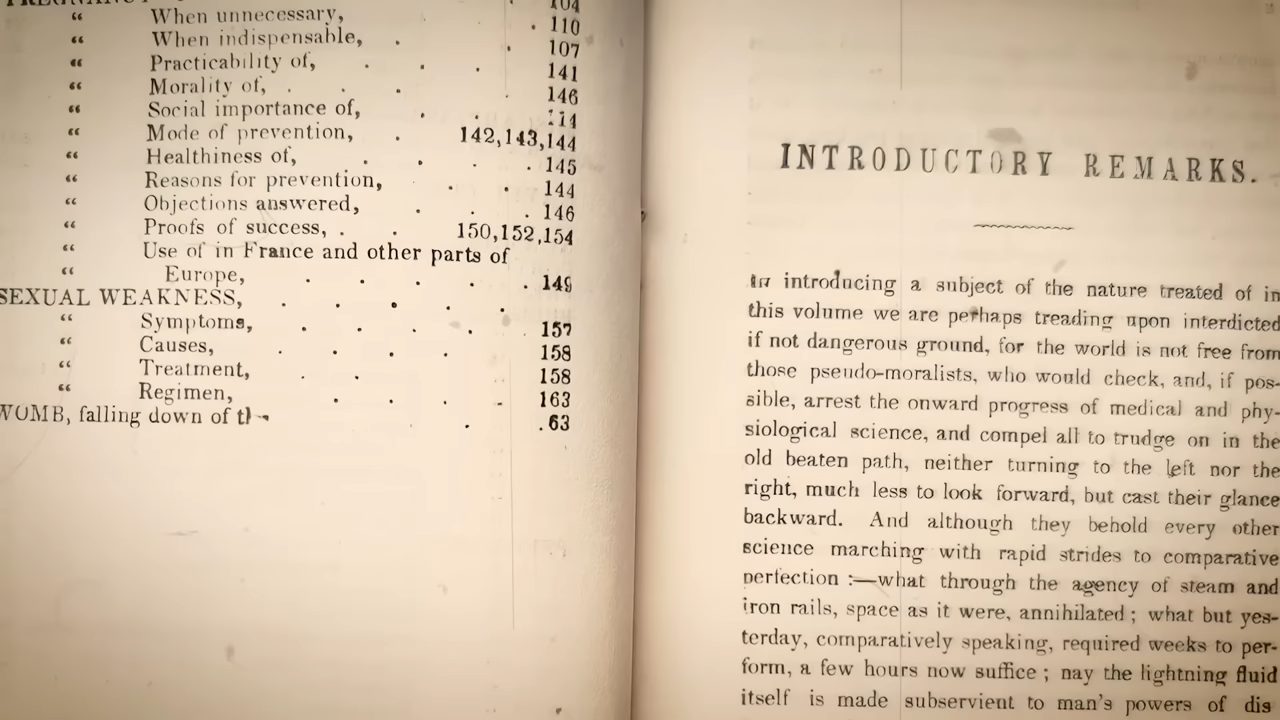 104
“ When unnecessary, . 110
“ When indispensable, . . 107
“ Practicability of, . . . 141
“ Morality of, . . . . 146
“ Social importance of, . . 14
“ Mode of prevention, . 142,143,144
“ Healthiness of, . . . 145
“ Reasons for prevention, . . 144
“ Objections answered, . . . 146
“ Proofs of success, . . 150,152,154
“ Use of in France and other parts of
“ Europe, . . . . . 149
SEXUAL WEAKNESS, . . . . .
“ Symptoms, . . . . 157
“ Causes, . . . . 158
“ Treatment, . . 158
“ Regimen, . . . 163
WOMB, falling down of . . 63
INTRODUCTORY REMARKS.
In introducing a subject of the nature treated of in
this volume we are perhaps treading upon interdicted
if not dangerous ground, for the world is not free from
those pseudo-moralists, who would check, and, if pos-
sible, arrest the onward progress of medical and phy-
siological science, and compel all to trudge on in the
old beaten path, neither turning to the left nor the
right, much less to look forward, but cast their glance
backward. And although they behold every other
science marching with rapid strides to comparative
perfection :—what through the agency of steam and
iron rails, space as it were, annihilated ; what but yes-
terday, comparatively speaking, required weeks to per-
form, a few hours now suffice ; nay the lightning fluid
itself is made subservient to man's powers of dis